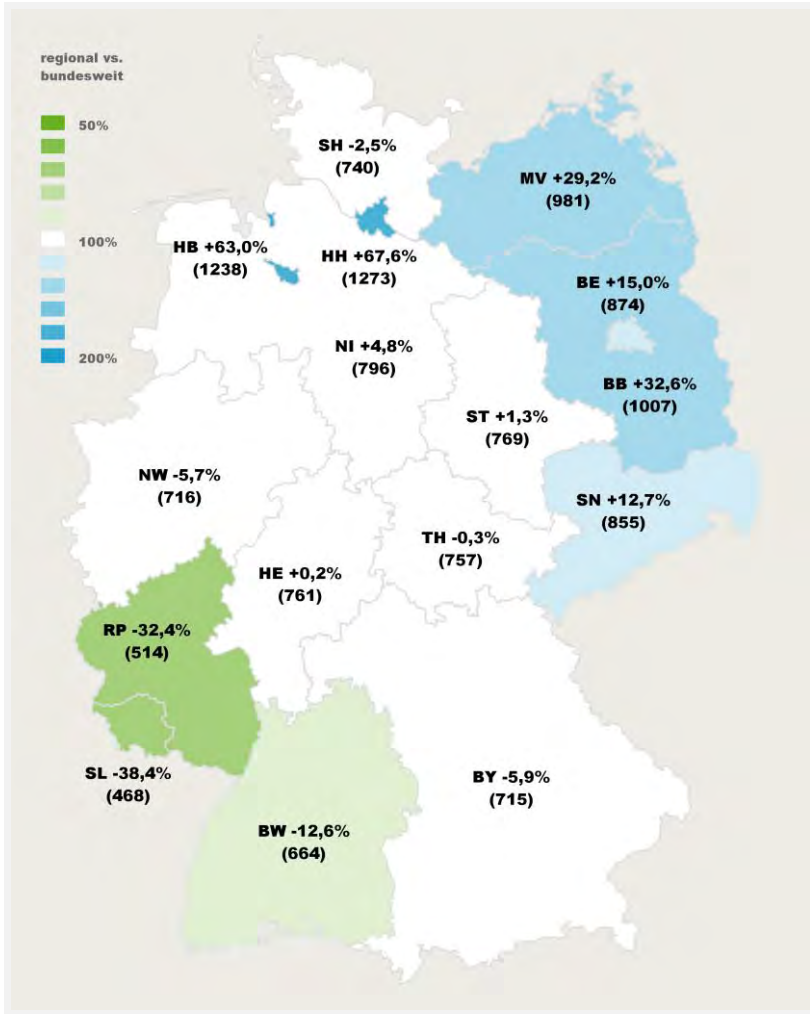 regional vs.
bundesweit
50%
100%
200%
SH -2,5%
(740)
MV +29,2%
(981)
HB +63,0%
(1238)
HH +67,6%
(1273)
BE +15,0%
(874)
NI +4,8%
(796)
BB +32,6%
(1007)
ST +1,3%
(769)
NW -5,7%
(716)
SN +12,7%
(855)
TH -0,3%
(757)
HE +0,2%
(761)
RP -32,4%
(514)
SL -38,4%
(468)
BY -5,9%
(715)
BW -12,6%
(664)